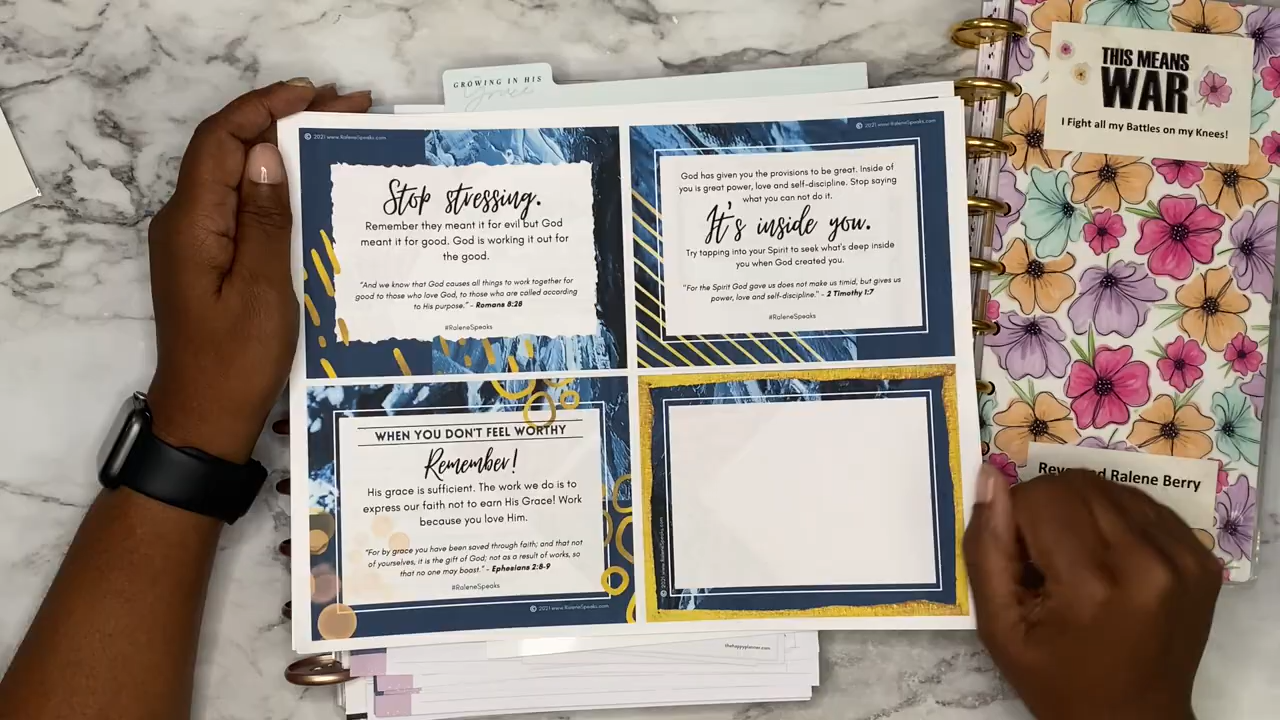 GROWING IN HIS
Grace
THIS MEANS
WAR
I Fight all my Battles on my Knees!
© 2021 www.RaleneSpeaks.com
Stop stressing.
Remember they meant it for evil but God
meant it for good. God is working it out for
the good.
"And we know that God causes all things to work together for
good to those who love God, to those who are called according
to His purpose." - Romans 8:28
#RaleneSpeaks
© 2021 www.RaleneSpeaks.com
God has given you the provisions to be great. Inside of
you is great power, love and self-discipline. Stop saying
what you can not do it.
It's inside you.
Try tapping into your Spirit to seek what's deep inside
you when God created you.
"For the Spirit God gave us does not make us timid, but gives us
power, love and self-discipline." - 2 Timothy 1:7
#RaleneSpeaks
WHEN YOU DON'T FEEL WORTHY
Remember!
His grace is sufficient. The work we do is to
express our faith not to earn His Grace! Work
because you love Him.
"For by grace you have been saved through faith; and that not
of yourselves, it is the gift of God; not as a result of works, so
that no one may boast." - Ephesians 2:8-9
#RaleneSpeaks
© 2021 www.RaleneSpeaks.com
© 2021 www.RaleneSpeaks.com
Ralene Berry
thehappyplanner.com